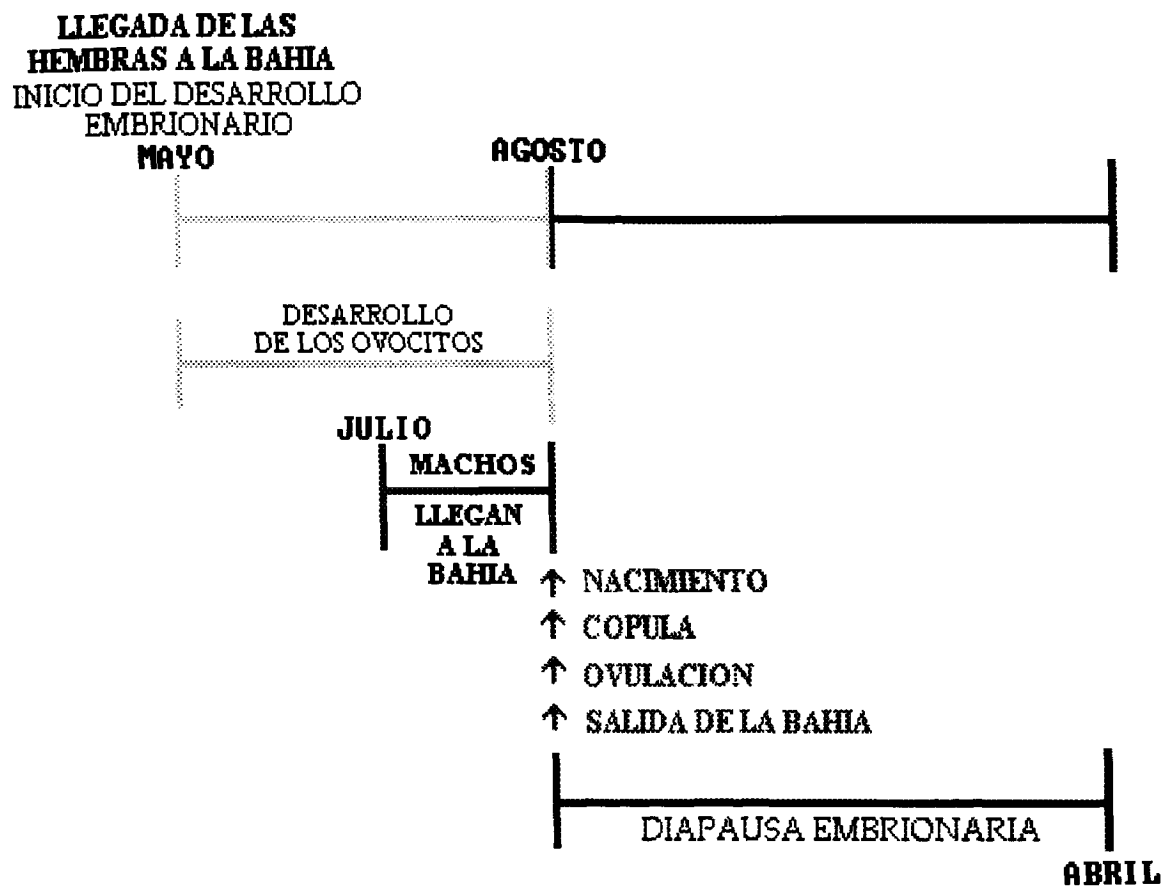 LLEGADA DE LAS
HEMBRAS A LA BAHIA
INICIO DEL DESARROLLO
EMBRIONARIO
MAYO
AGOSTO
DESARROLLO
DE LOS OVOCITOS
JULIO
MACHOS
LLEGAN
A LA
BAHIA
NACIMIENTO
COPULA
OVULACION
SALIDA DE LA BAHIA
DIAPAUSA EMBRIONARIA
ABRIL